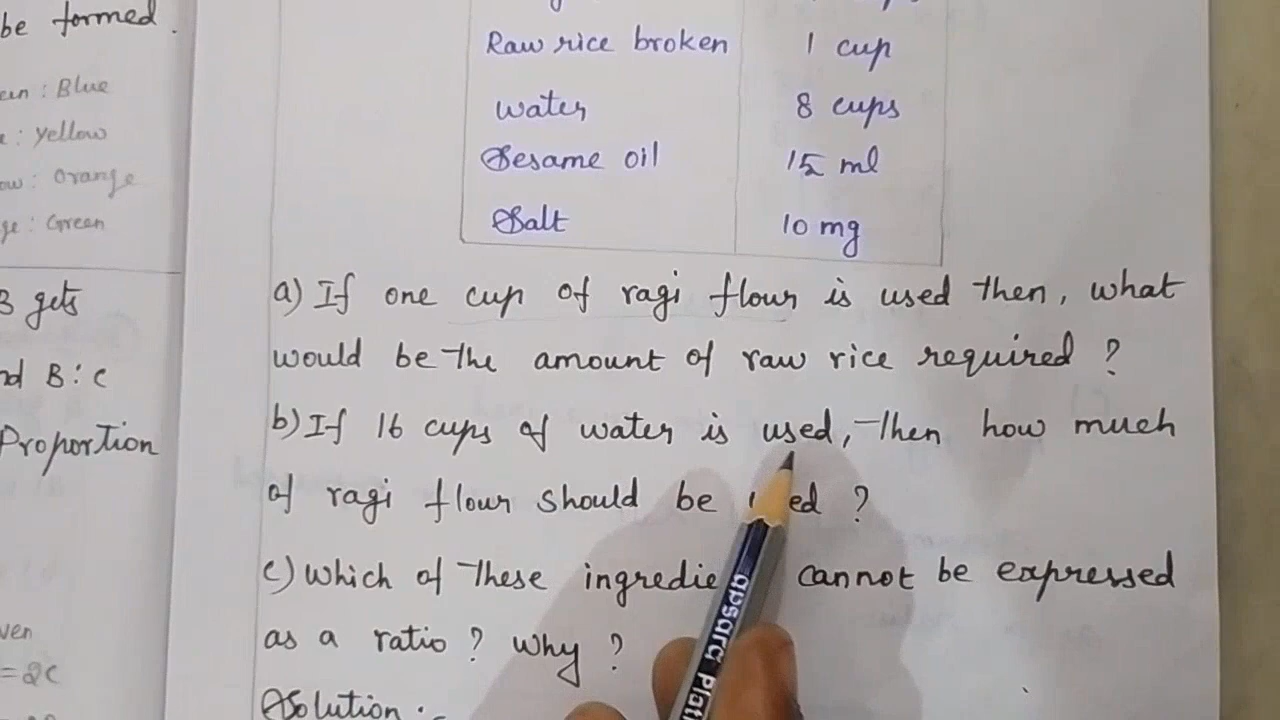 be formed.
: Blue
: Yellow
: Orange
: Green
B gets
B : C
Proportion
= 2C
Raw rice broken 1 cup
water 8 cups
Sesame oil 15 ml
Salt 10 mg
a) If one cup of ragi flour is used then, what
would be the amount of raw rice required ?
b) If 16 cups of water is used, then how much
of ragi flour should be used ?
c) Which of these ingredie cannot be expressed
as a ratio ? Why ?
Solution :-
apsara Plat